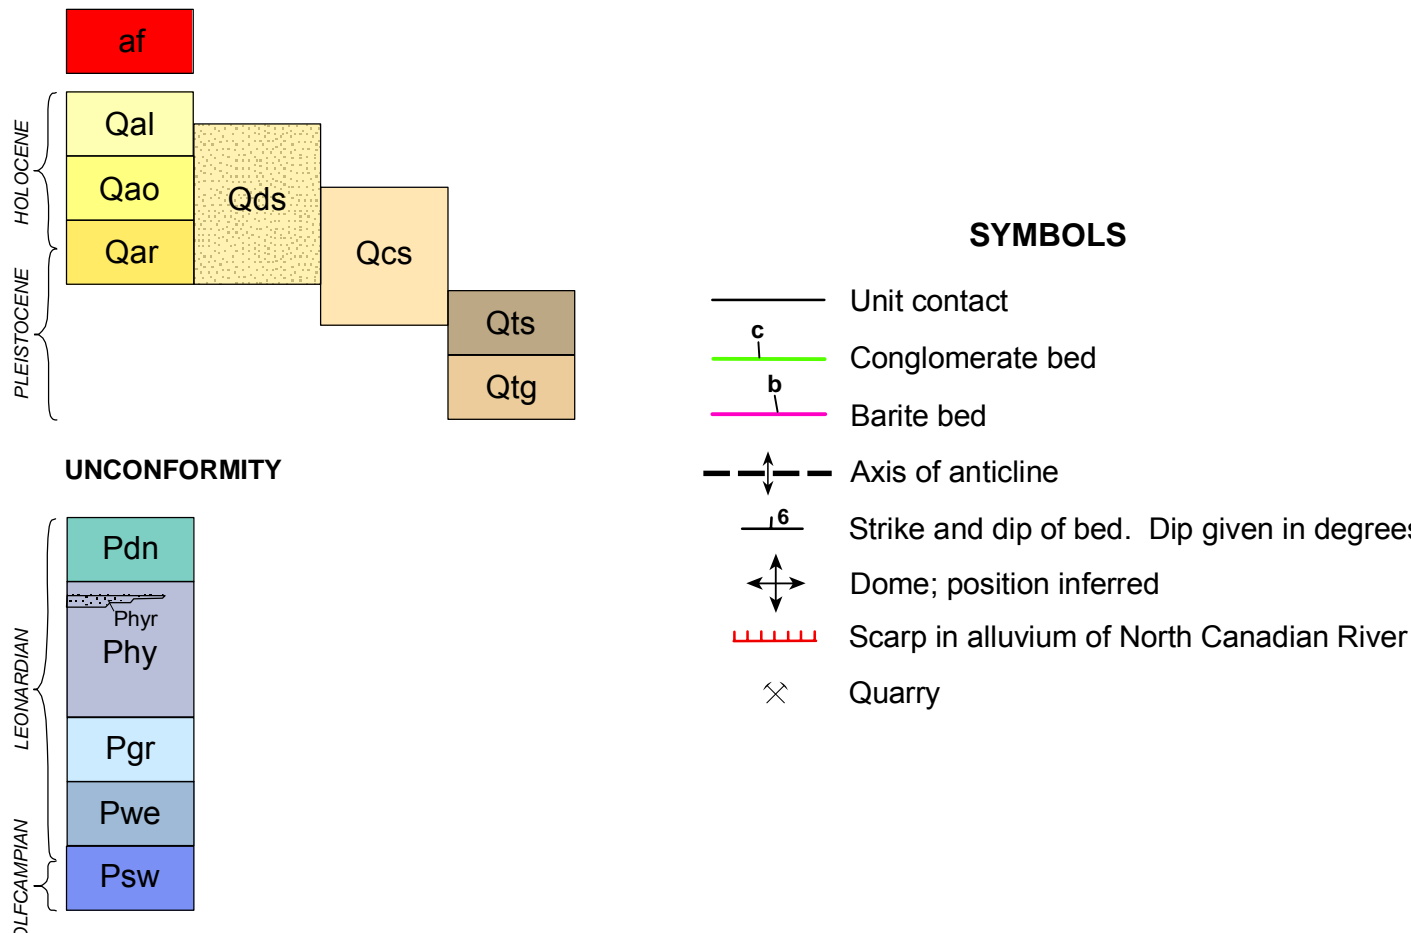 af
HOLOCENE
PLEISTOCENE
Qal
Qao
Qar
Qds
Qcs
Qts
Qtg
UNCONFORMITY
LEONARDIAN
Pdn
Phyr
Phy
Pgr
Pwe
Psw
OLFCAMPIAN
SYMBOLS
Unit contact
c
Conglomerate bed
b
Barite bed
Axis of anticline
6
Strike and dip of bed. Dip given in degrees
Dome; position inferred
Scarp in alluvium of North Canadian River
Quarry